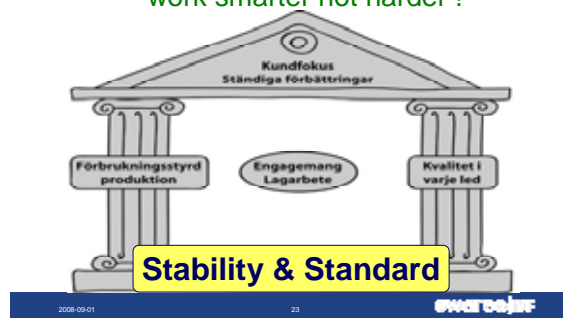 work smarter not harder !
Kundfokus
Ständiga förbättringar
Förbrukningsstyrd
produktion
Engagemang
Lagarbete
Kvalitet i
varje led
Stability & Standard
2008-09-01
23